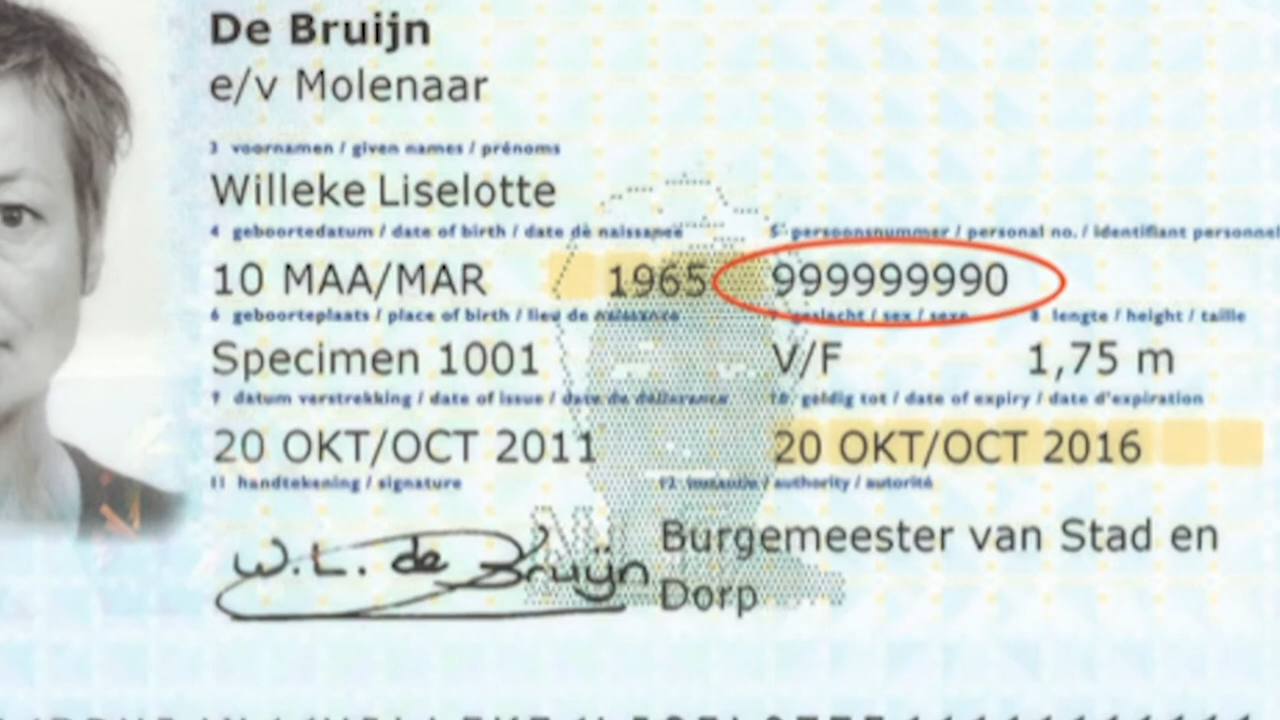 De Bruijn
e/v Molenaar
3 voornamen / given names / prénoms
Willeke Liselotte
4 geboortedatum / date of birth / date de naissance 5 persoonsnummer / personal no. / identifiant personnel
10 MAA/MAR 1965 999999990
6 geboorteplaats / place of birth / lieu de naissance 7 geslacht / sex / sexe 8 lengte / height / taille
Specimen 1001 V/F 1,75 m
9 datum verstrekking / date of issue / date de délivrance 10 geldig tot / date of expiry / date d'expiration
20 OKT/OCT 2011 20 OKT/OCT 2016
11 handtekening / signature 12 instantie / authority / autorité
W.L. de Bruijn
Burgemeester van Stad en
Dorp